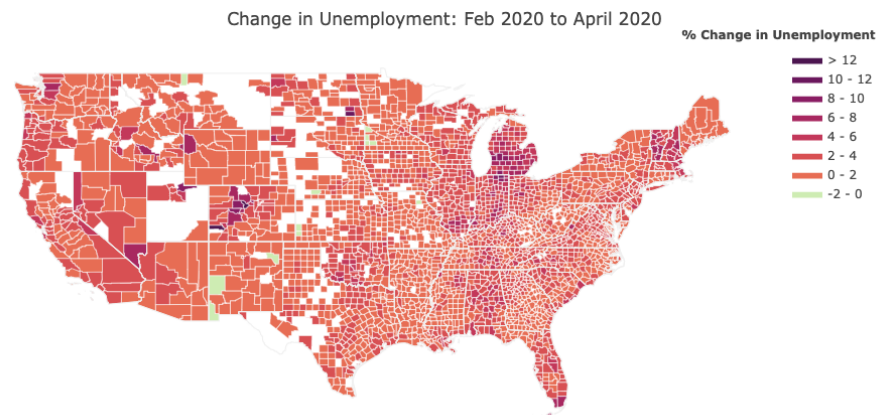 Change in Unemployment: Feb 2020 to April 2020
% Change in Unemployment
> 12
10 - 12
8 - 10
6 - 8
4 - 6
2 - 4
0 - 2
-2 - 0